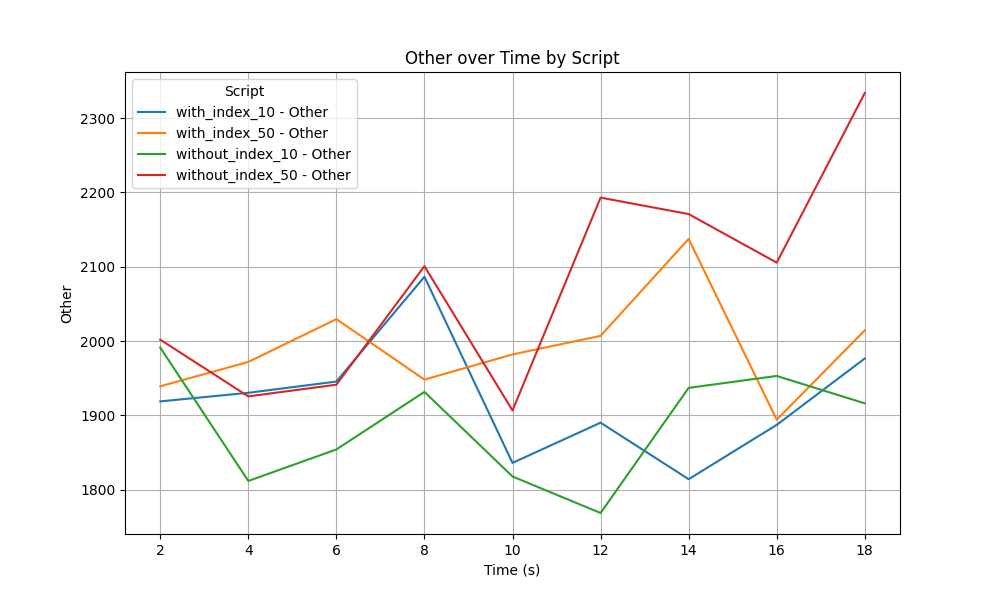 Other over Time by Script
Script
with_index_10 - Other
with_index_50 - Other
without_index_10 - Other
without_index_50 - Other
2300
2200
2100
2000
1900
1800
Other
2 4 6 8 10 12 14 16 18
Time (s)